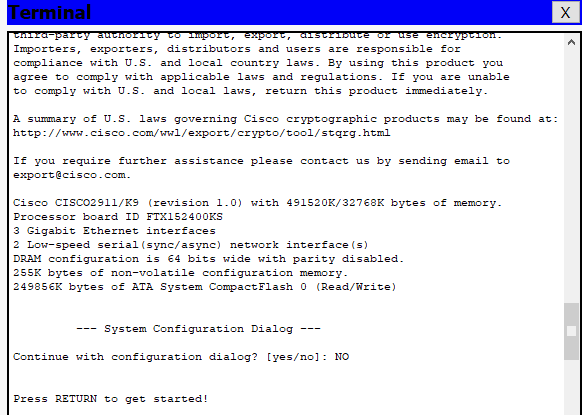 Terminal
X
third-party authority to import, export, distribute or use encryption.
Importers, exporters, distributors and users are responsible for
compliance with U.S. and local country laws. By using this product you
agree to comply with applicable laws and regulations. If you are unable
to comply with U.S. and local laws, return this product immediately.
A summary of U.S. laws governing Cisco cryptographic products may be found at:
http://www.cisco.com/wwl/export/crypto/tool/stqrg.html
If you require further assistance please contact us by sending email to
export@cisco.com.
Cisco CISCO2911/K9 (revision 1.0) with 491520K/32768K bytes of memory.
Processor board ID FTX152400KS
3 Gigabit Ethernet interfaces
2 Low-speed serial(sync/async) network interface(s)
DRAM configuration is 64 bits wide with parity disabled.
255K bytes of non-volatile configuration memory.
249856K bytes of ATA System CompactFlash 0 (Read/Write)
--- System Configuration Dialog ---
Continue with configuration dialog? [yes/no]: NO
Press RETURN to get started!